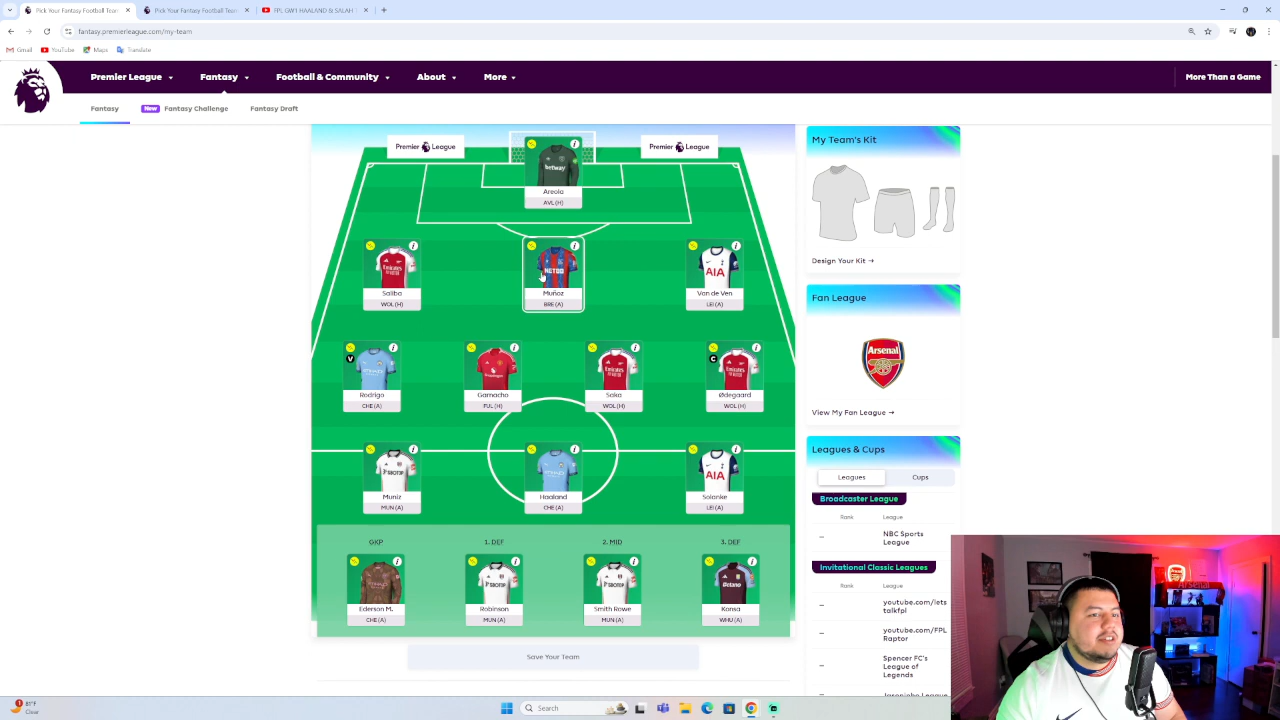 Pick Your Fantasy Football Team
Pick Your Fantasy Football Team
FPL GW1 HAALAND & SALAH
fantasy.premierleague.com/my-team
Gmail
YouTube
Maps
Translate
Premier League
Fantasy
Football & Community
About
More
More Than a Game
Fantasy
New
Fantasy Challenge
Fantasy Draft
Premier League
Premier League
betway
Areola
AVL (H)
Saliba
WOL (H)
Muñoz
BRE (A)
AIA
Van de Ven
LEI (A)
V
Rodrigo
CHE (A)
Garnacho
FUL (H)
Saka
WOL (H)
C
Ødegaard
WOL (H)
Muniz
MUN (A)
Haaland
CHE (A)
AIA
Solanke
LEI (A)
GKP
1. DEF
2. MID
3. DEF
Ederson M.
CHE (A)
Robinson
MUN (A)
Smith Rowe
MUN (A)
Konsa
WHU (A)
Save Your Team
My Team's Kit
Design Your Kit →
Fan League
Arsenal
View My Fan League →
Leagues & Cups
Leagues
Cups
Broadcaster League
Rank
League
–
NBC Sports
League
Invitational Classic Leagues
Rank
League
–
youtube.com/lets
talkfpl
–
youtube.com/FPL
Raptor
–
Spencer FC's
League of
Legends
81°F
Clear
Search